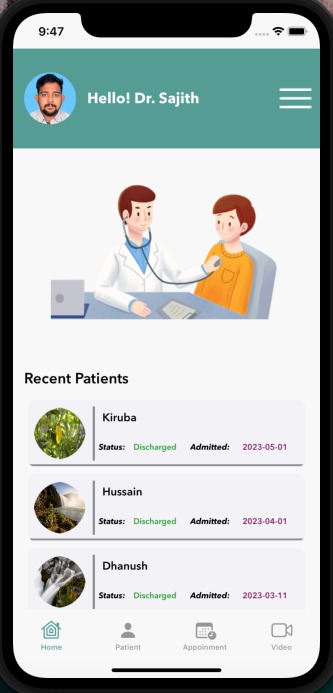 9:47
Hello! Dr. Sajith
Recent Patients
Kiruba
Status: Discharged Admitted: 2023-05-01
Hussain
Status: Discharged Admitted: 2023-04-01
Dhanush
Status: Discharged Admitted: 2023-03-11
Home Patient Appoinment Video